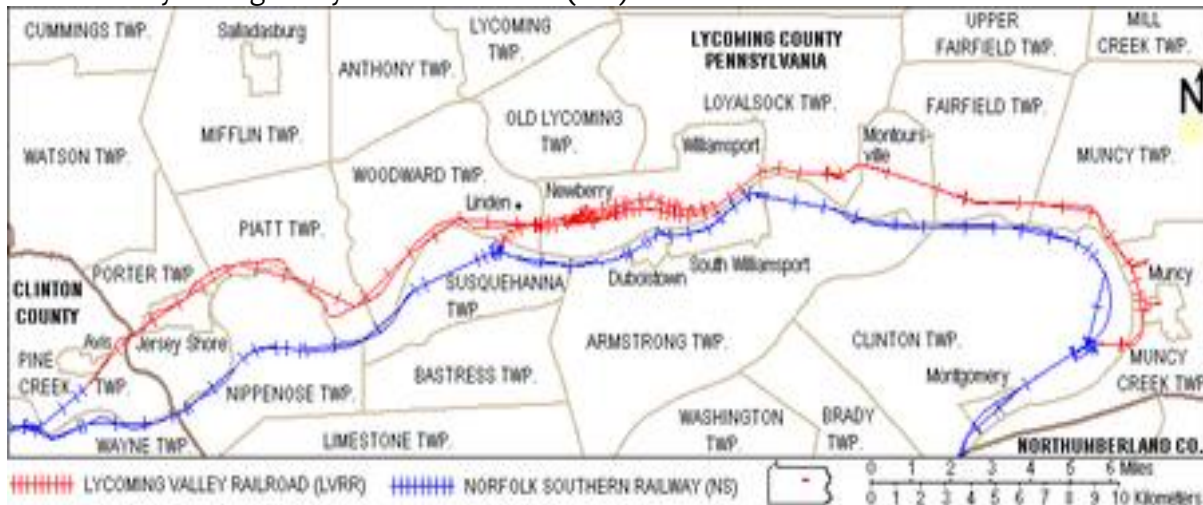 CUMMINGS TWP.
Salladasburg
LYCOMING
TWP.
LYCOMING COUNTY
PENNSYLVANIA
UPPER
FAIRFIELD TWP.
MILL
CREEK TWP.
ANTHONY TWP.
N
MIFFLIN TWP.
OLD LYCOMING
TWP.
LOYALSOCK TWP.
FAIRFIELD TWP.
WATSON TWP.
Williamsport
Montours-
ville
MUNCY TWP.
WOODWARD TWP.
Newberry
Linden
PIATT TWP.
PORTER TWP.
SUSQUEHANNA
TWP.
Duboistown
South Williamsport
Muncy
CLINTON
COUNTY
Avis
Jersey Shore
ARMSTRONG TWP.
CLINTON TWP.
PINE
CREEK TWP.
NIPPENOSE TWP.
BASTRESS TWP.
Montgomery
MUNCY
CREEK TWP.
WAYNE TWP.
LIMESTONE TWP.
WASHINGTON
TWP.
BRADY
TWP.
NORTHUMBERLAND CO.
LYCOMING VALLEY RAILROAD (LVRR)
NORFOLK SOUTHERN RAILWAY (NS)
0 1 2 3 4 5 6 Miles
0 1 2 3 4 5 6 7 8 9 10 Kilometers